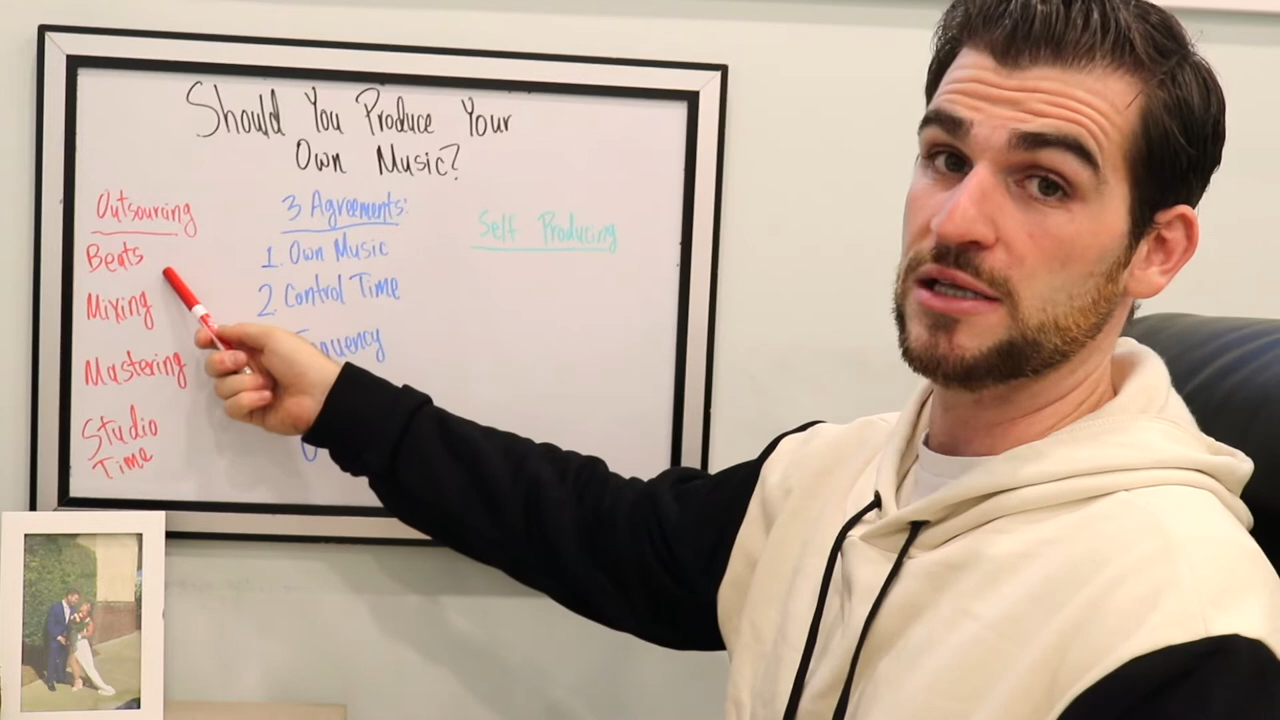 Should You Produce Your
Own Music?
Outsourcing
Beats
Mixing
Mastering
Studio
Time
3 Agreements:
1. Own Music
2. Control Time
Self Producing